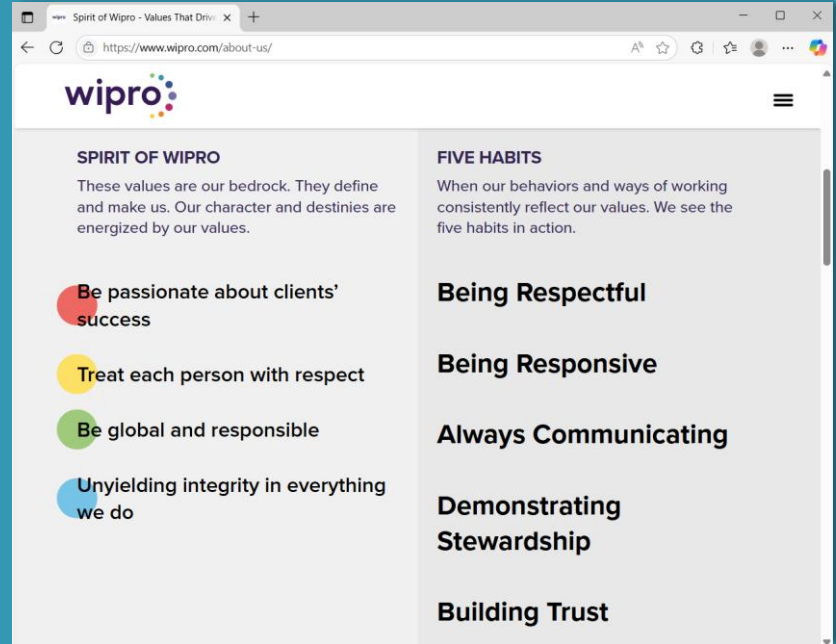 Spirit of Wipro - Values That Driv
https://www.wipro.com/about-us/
wipro
SPIRIT OF WIPRO
These values are our bedrock. They define
and make us. Our character and destinies are
energized by our values.
Be passionate about clients’
success
Treat each person with respect
Be global and responsible
Unyielding integrity in everything
we do
FIVE HABITS
When our behaviors and ways of working
consistently reflect our values. We see the
five habits in action.
Being Respectful
Being Responsive
Always Communicating
Demonstrating
Stewardship
Building Trust